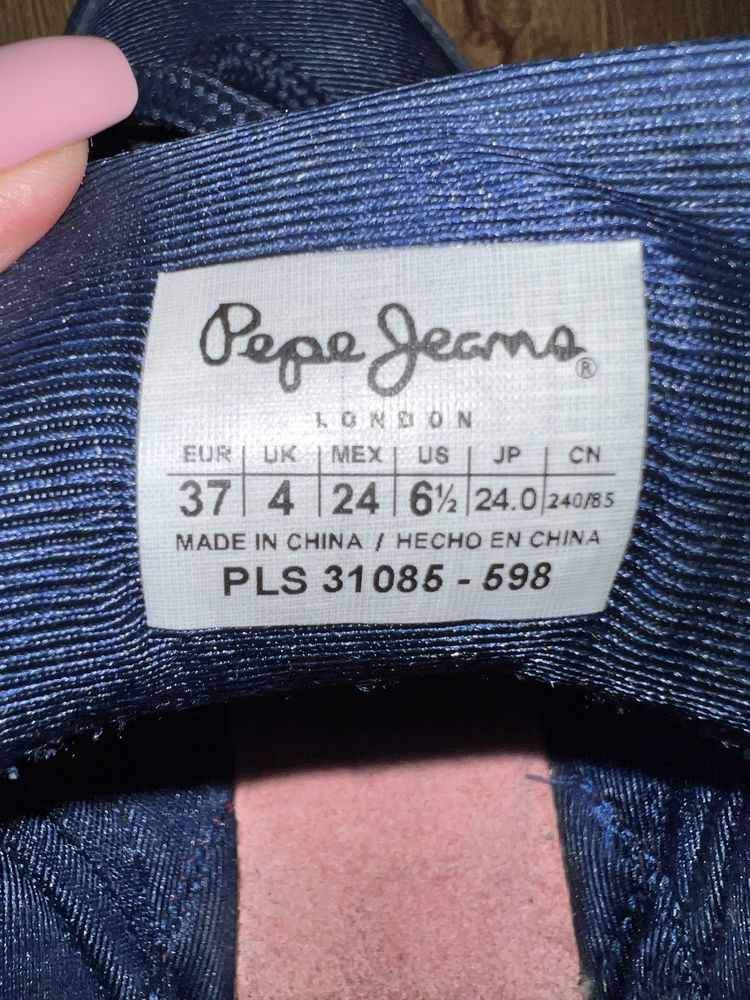 Pepe Jeans®
LONDON
EUR | UK | MEX | US | JP | CN
37 | 4 | 24 | 6½ | 24.0 | 240/85
MADE IN CHINA / HECHO EN CHINA
PLS 31085 - 598